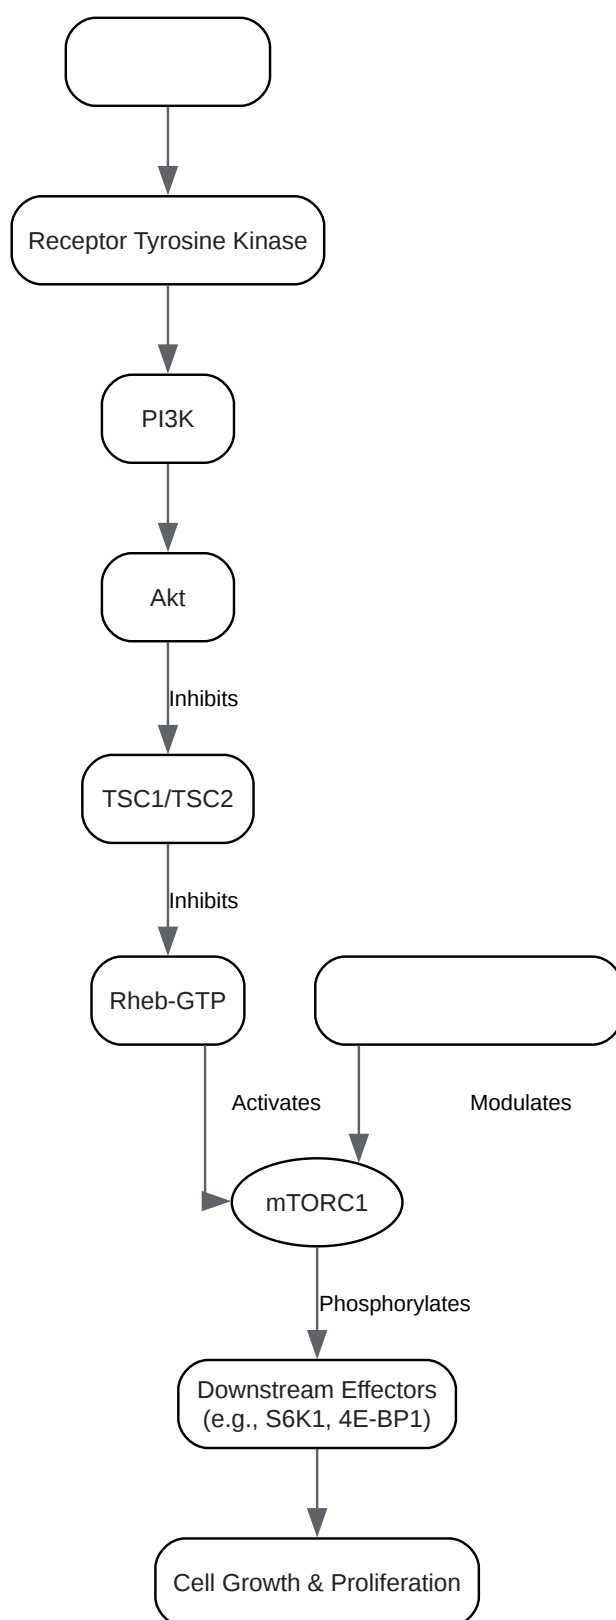 Receptor Tyrosine Kinase
PI3K
Akt
Inhibits
TSC1/TSC2
Inhibits
Rheb-GTP
Activates
Modulates
mTORC1
Phosphorylates
Downstream Effectors
(e.g., S6K1, 4E-BP1)
Cell Growth & Proliferation